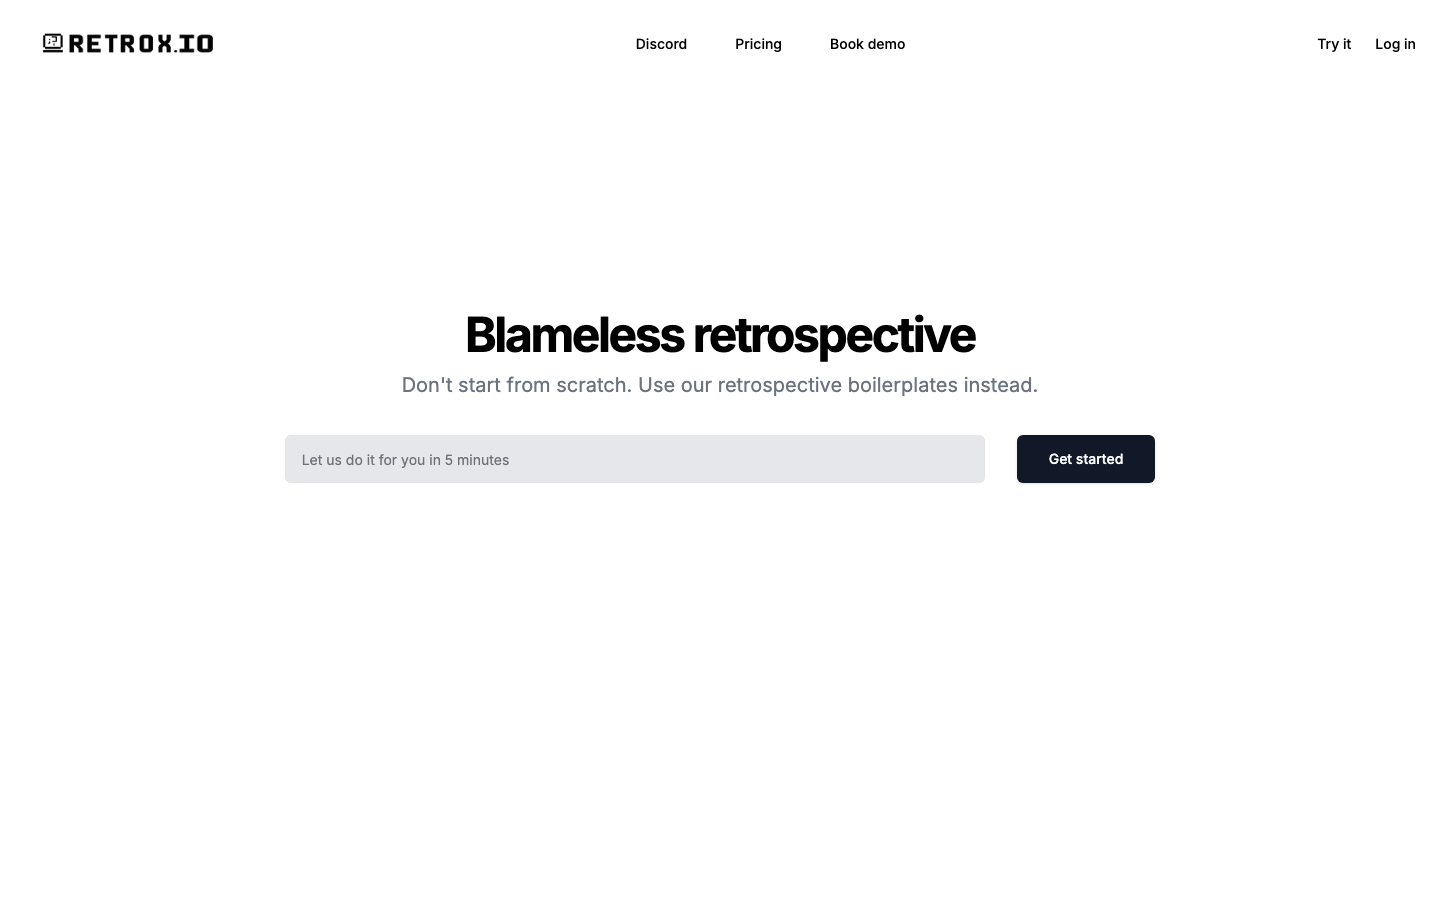 RETROX.IO
Discord
Pricing
Book demo
Try it
Log in
Blameless retrospective
Don't start from scratch. Use our retrospective boilerplates instead.
Let us do it for you in 5 minutes
Get started